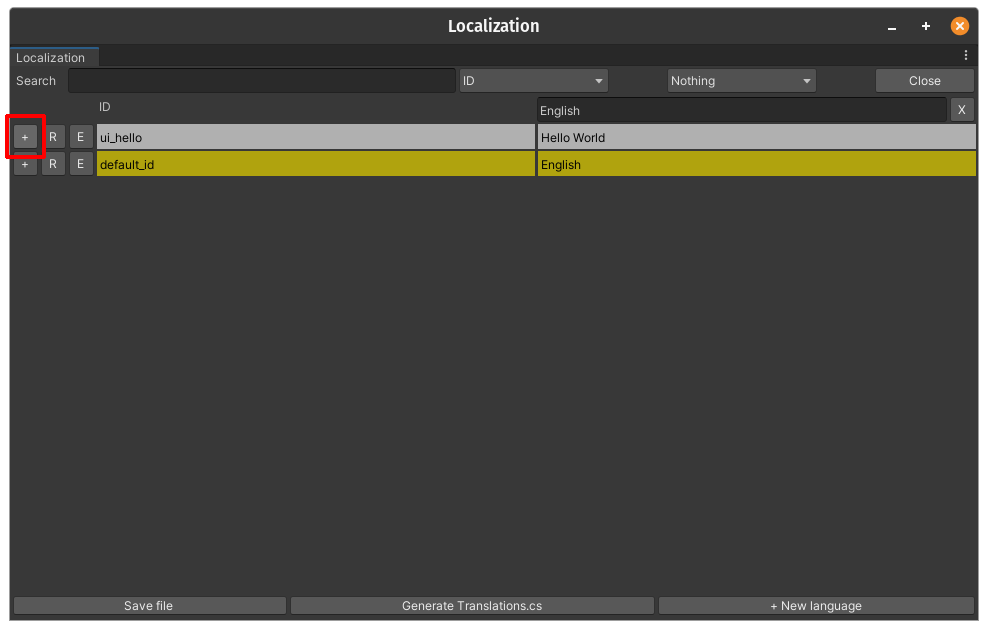 Localization
Localization
Search ID Nothing Close
ID English X
+ R E ui_hello Hello World
+ R E default_id English
Save file Generate Translations.cs + New language